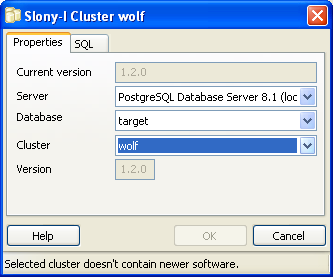 Slony-I Cluster wolf
Properties
SQL
Current version
1.2.0
Server
PostgreSQL Database Server 8.1 (loc
Database
target
Cluster
wolf
Version
1.2.0
Help
OK
Cancel
Selected cluster doesn't contain newer software.